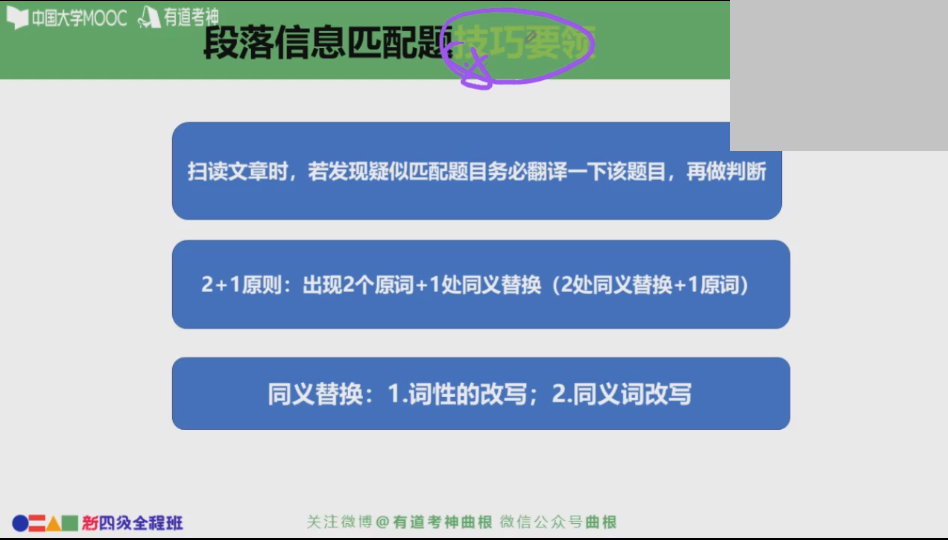 中国大学MOOC 有道考神
段落信息匹配题技巧要领
扫读文章时，若发现疑似匹配题目务必翻译一下该题目，再做判断
2+1原则：出现2个原词+1处同义替换（2处同义替换+1原词）
同义替换：1.词性的改写；2.同义词改写
新四级全程班
关注微博@有道考神曲根 微信公众号曲根